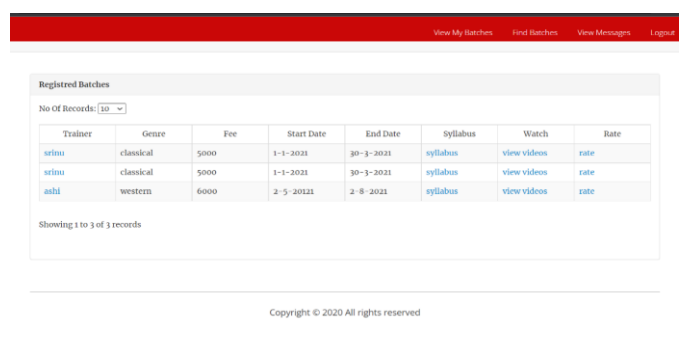 View My Batches Find Batches View Messages Logout
Registred Batches
No Of Records: 10
Trainer Genre Fee Start Date End Date Syllabus Watch Rate
srinu classical 5000 1-1-2021 30-3-2021 syllabus view videos rate
srinu classical 5000 1-1-2021 30-3-2021 syllabus view videos rate
ashi western 6000 2-5-20121 2-8-2021 syllabus view videos rate
Showing 1 to 3 of 3 records
Copyright © 2020 All rights reserved